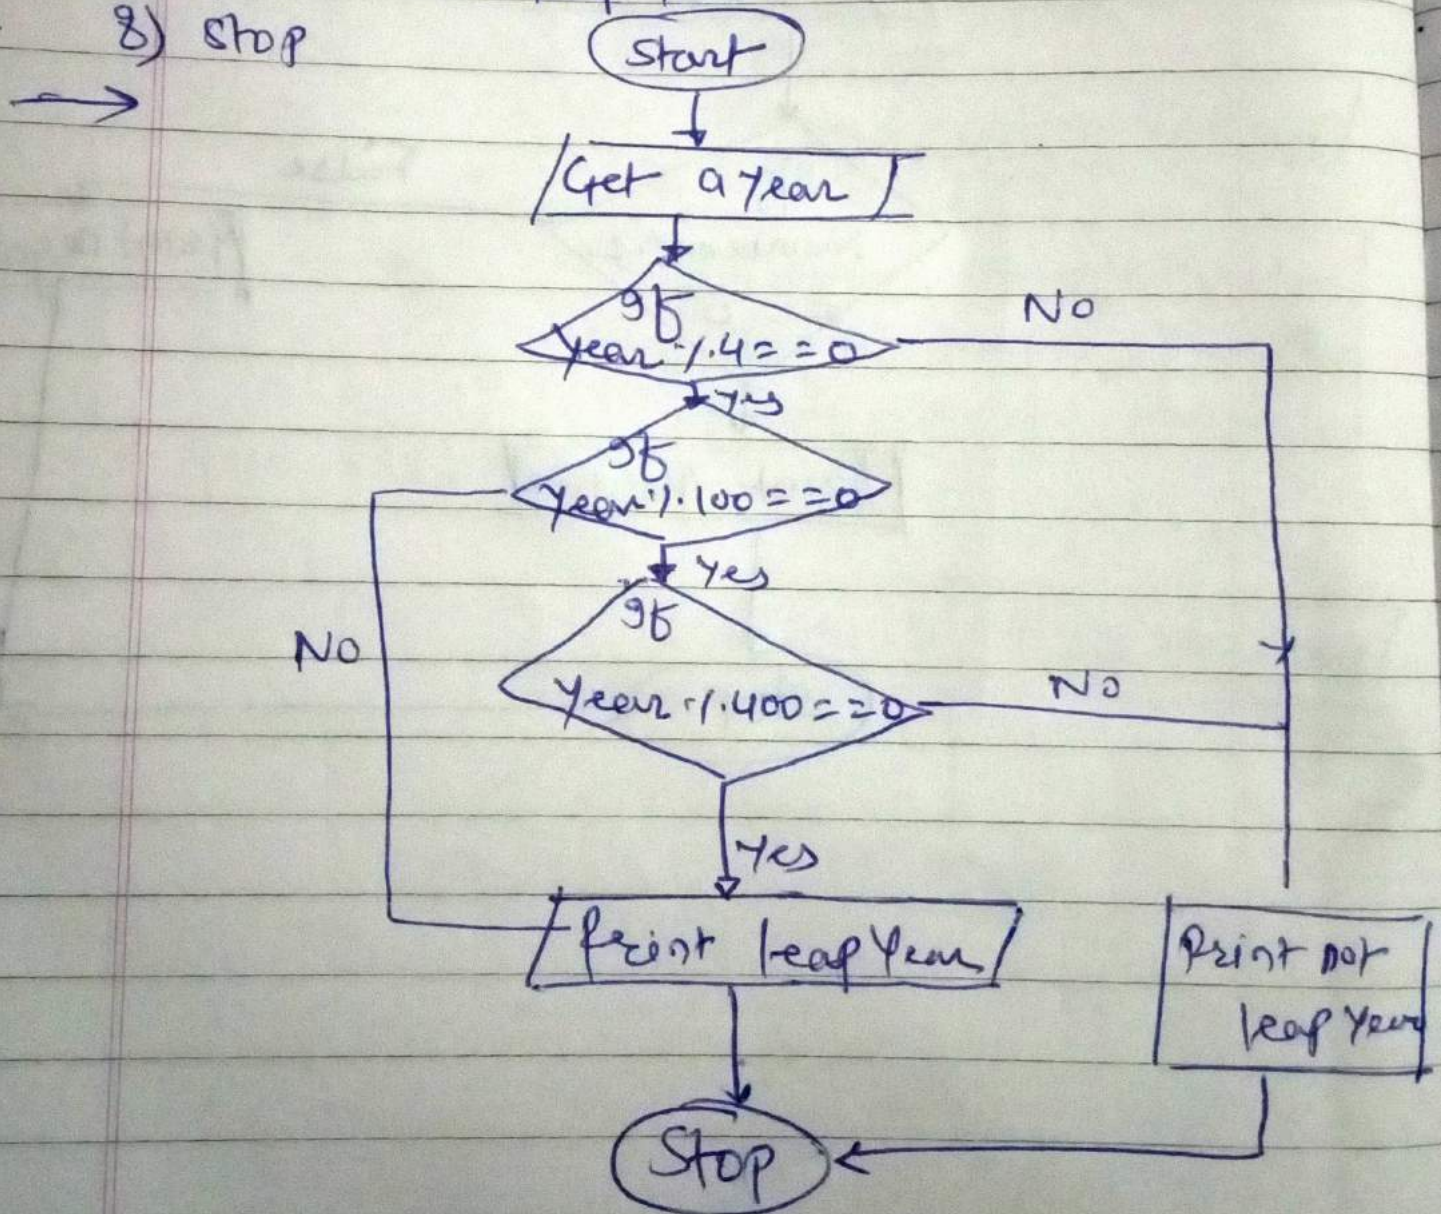 8) Stop
Start
Get a year
If
year % 4 == 0
No
Yes
If
Year % 100 == 0
Yes
If
No
Year % 400 == 0
No
Yes
Print leap Year
Print not
leap Year
Stop